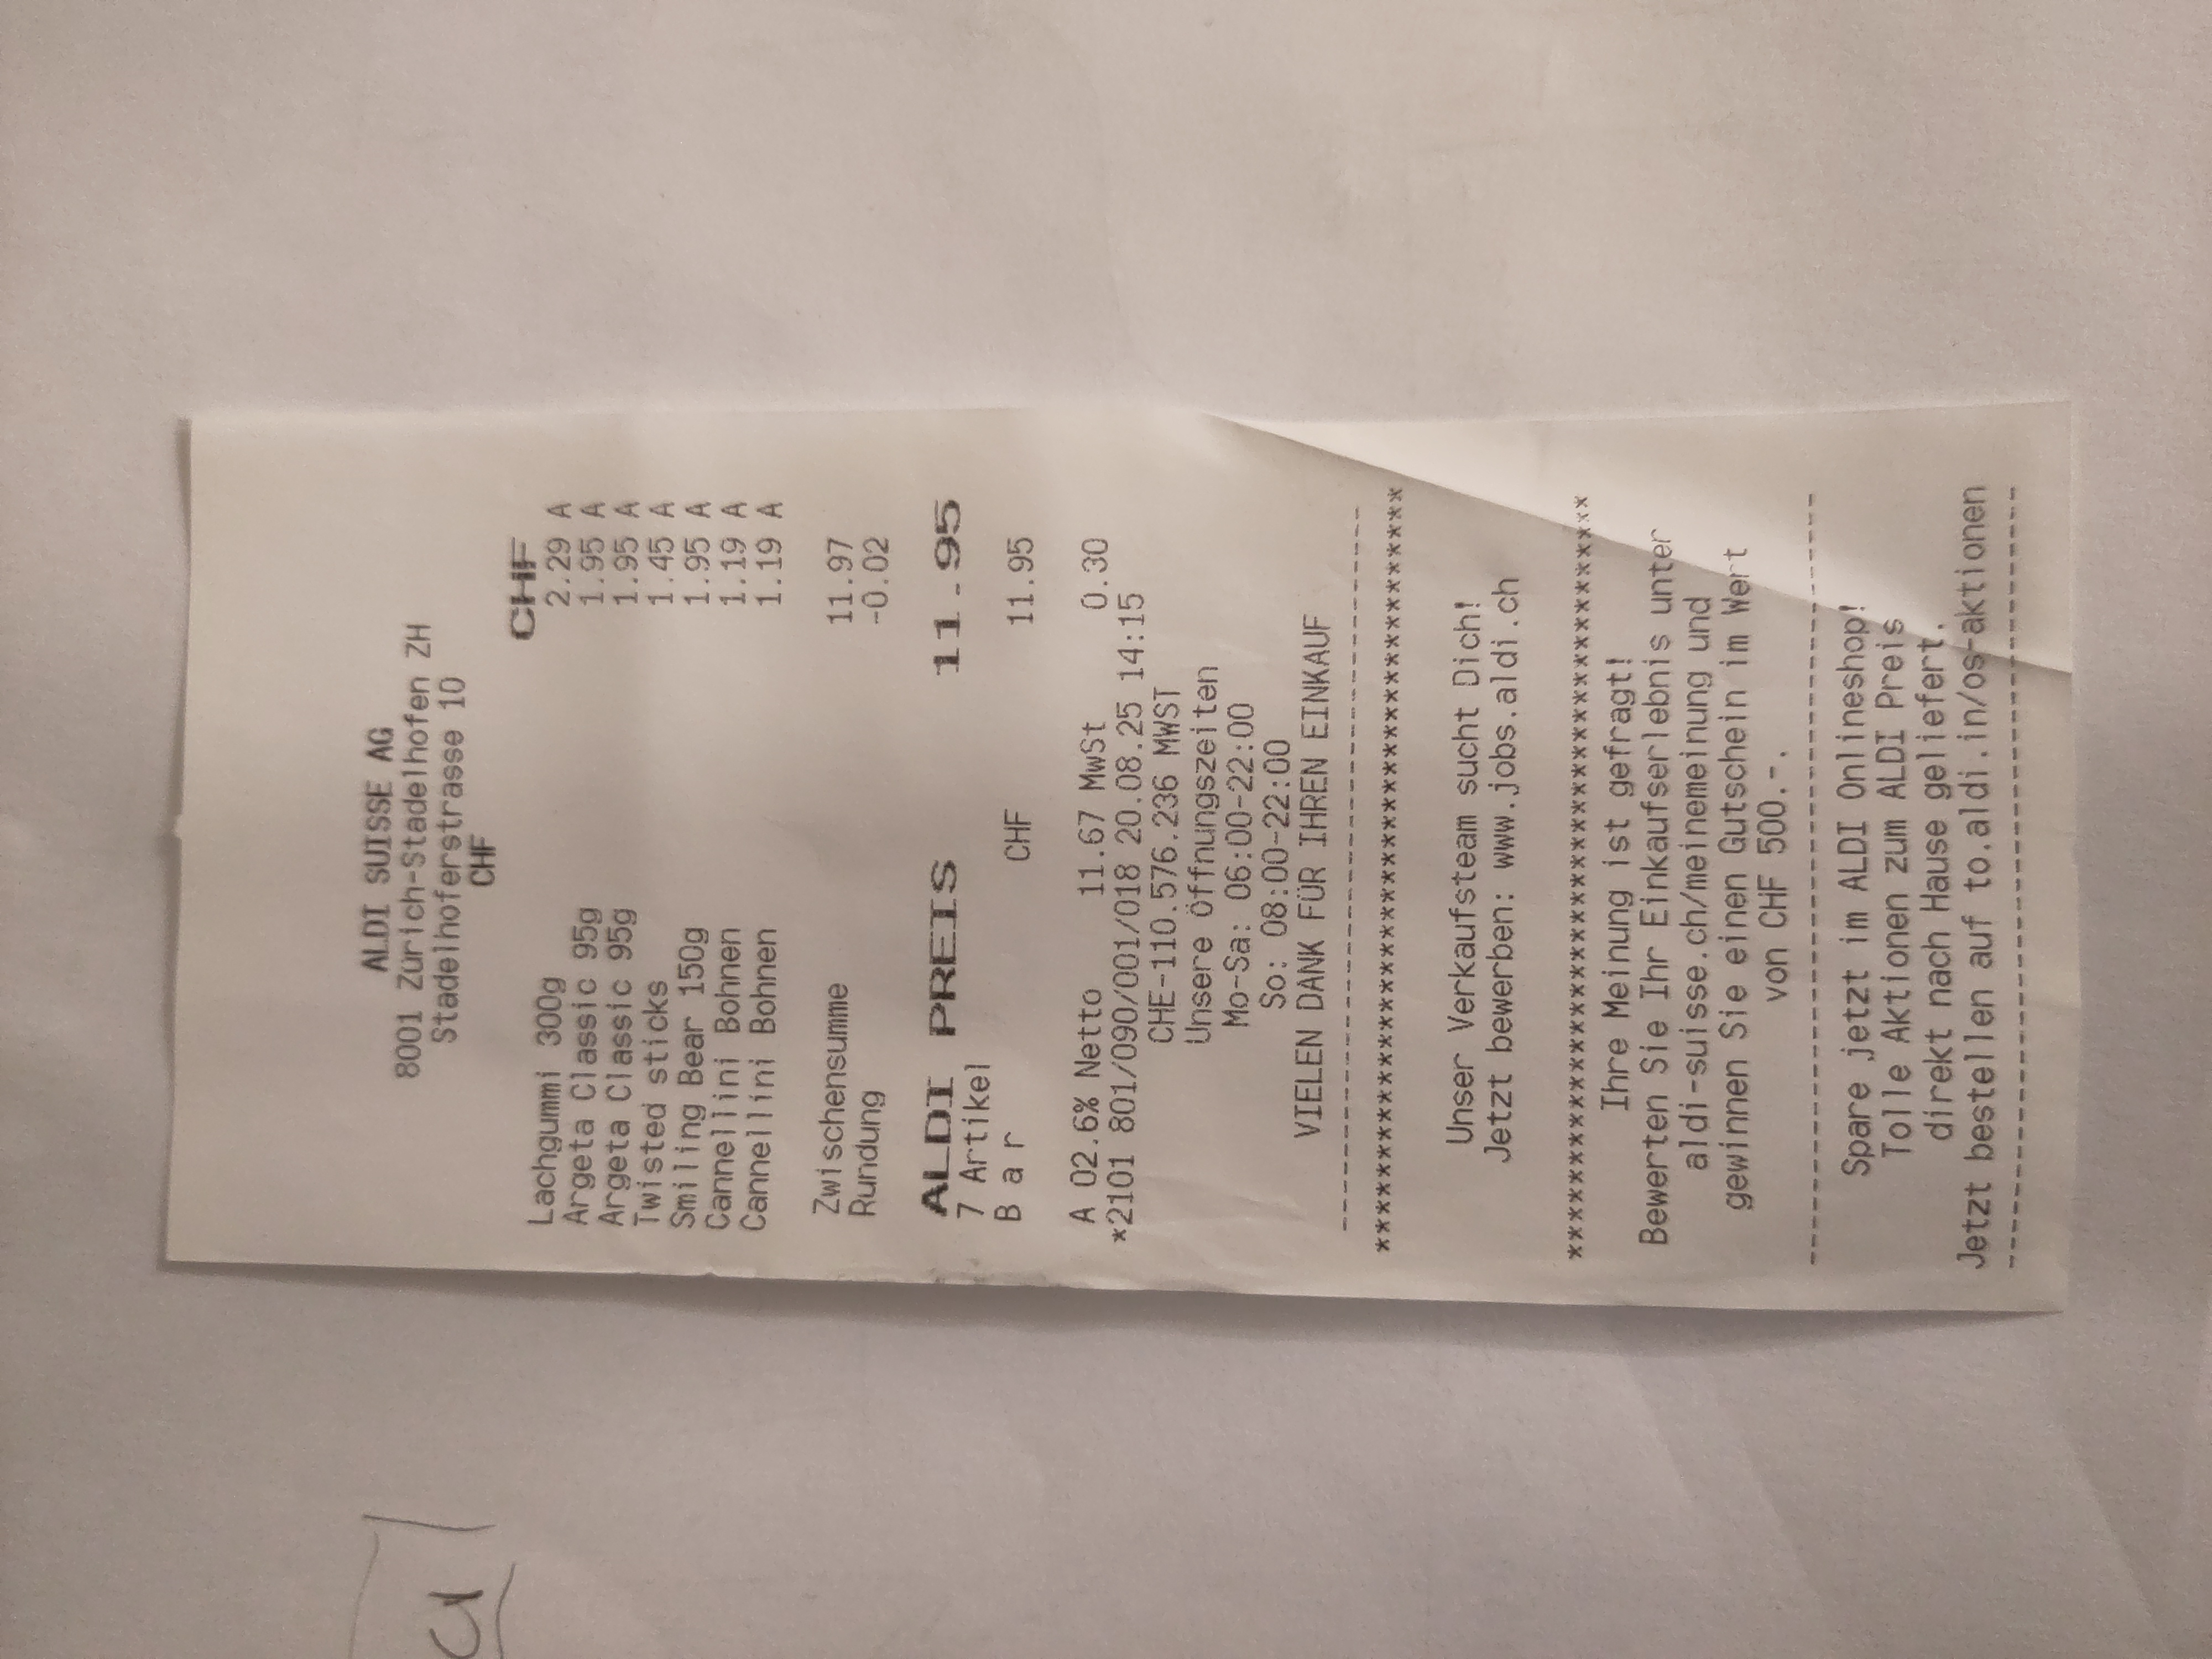 ALDI SUISSE AG
8001 Zürich-Stadelhofen ZH
Stadelhoferstrasse 10
CHF
CHF
Lachgummi 300g 2.29 A
Argeta Classic 95g 1.95 A
Argeta Classic 95g 1.95 A
Twisted sticks 1.45 A
Smiling Bear 150g 1.95 A
Cannellini Bohnen 1.19 A
Cannellini Bohnen 1.19 A
Zwischensumme 11.97
Rundung -0.02
ALDI PREIS 11.95
7 Artikel
Bar CHF 11.95
A 02.6% Netto 11.67 MwSt 0.30
*2101 801/090/001/018 20.08.25 14:15
CHE-110.576.236 MWST
Unsere Öffnungszeiten
Mo-Sa: 06:00-22:00
So: 08:00-22:00
VIELEN DANK FÜR IHREN EINKAUF
----------------------------------------
******************************************
Unser Verkaufsteam sucht Dich!
Jetzt bewerben: www.jobs.aldi.ch
******************************************
Ihre Meinung ist gefragt!
Bewerten Sie Ihr Einkaufserlebnis unter
aldi-suisse.ch/meinemeinung und
gewinnen Sie einen Gutschein im Wert
von CHF 500.-.
------------------------------------------
Spare jetzt im ALDI Onlineshop!
Tolle Aktionen zum ALDI Preis
direkt nach Hause geliefert.
Jetzt bestellen auf to.aldi.in/os-aktionen
------------------------------------------